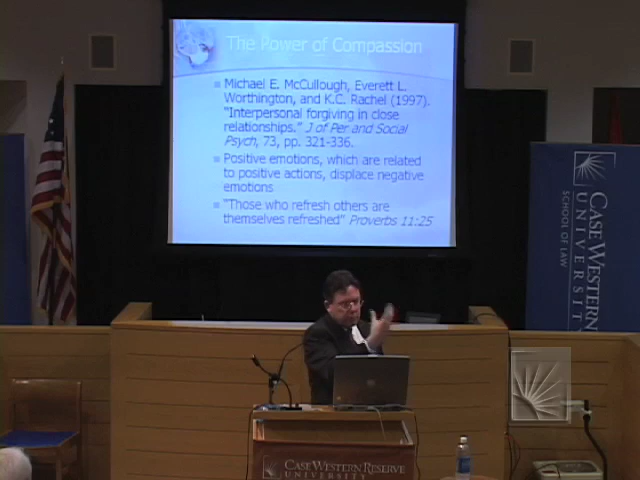 The Power of Compassion
Michael E. McCullough, Everett L.
Worthington, and K.C. Rachel (1997).
"Interpersonal forgiving in close
relationships." J of Per and Social
Psych, 73, pp. 321-336.
Positive emotions, which are related
to positive actions, displace negative
emotions
"Those who refresh others are
themselves refreshed" Proverbs 11:25
CASE WESTERN
UNIVERSITY
SCHOOL OF LAW
CASE WESTERN RESERVE
UNIVERSITY